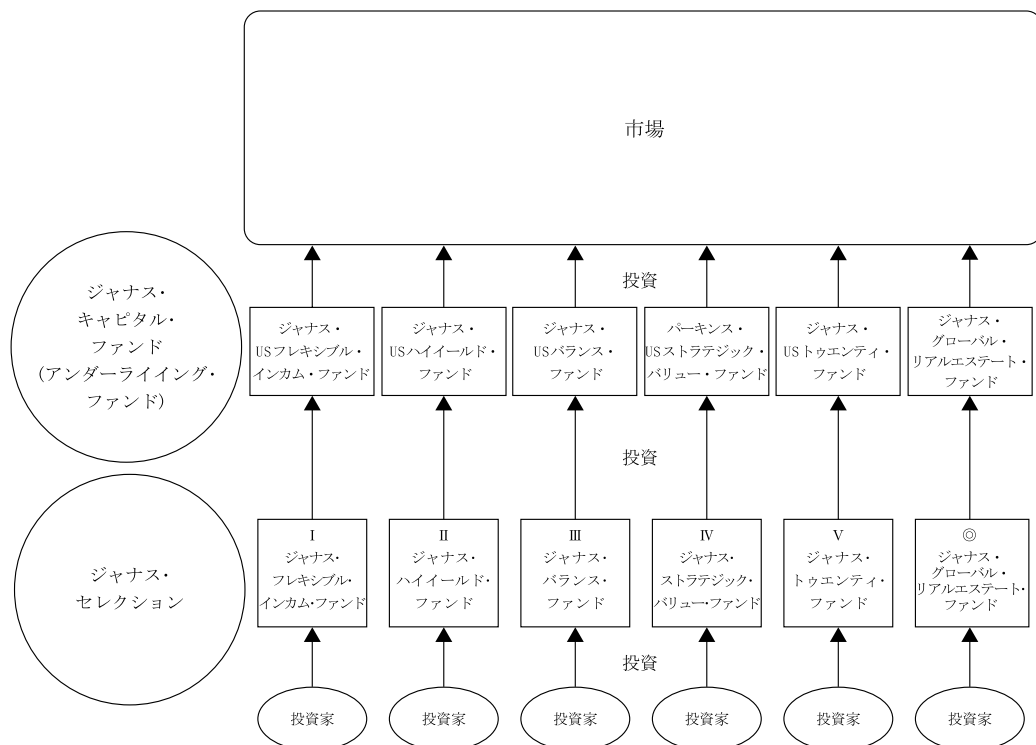 市場
投資
ジャナス・
キャピタル・
ファンド
(アンダーライイング・
ファンド)
ジャナス・
USフレキシブル・
インカム・ファンド
ジャナス・
USハイイールド・
ファンド
ジャナス・
USバランス・
ファンド
パーキンス・
USストラテジック・
バリュー・ファンド
ジャナス・
USトゥエンティ・
ファンド
ジャナス・
グローバル・
リアルエステート・
ファンド
投資
ジャナス・
セレクション
Ⅰ
ジャナス・
フレキシブル・
インカム・ファンド
Ⅱ
ジャナス・
ハイイールド・
ファンド
Ⅲ
ジャナス・
バランス・
ファンド
Ⅳ
ジャナス・
ストラテジック・
バリュー・ファンド
Ⅴ
ジャナス・
トゥエンティ・
ファンド
◎
ジャナス・
グローバル・
リアルエステート・
ファンド
投資
投資家
投資家
投資家
投資家
投資家
投資家